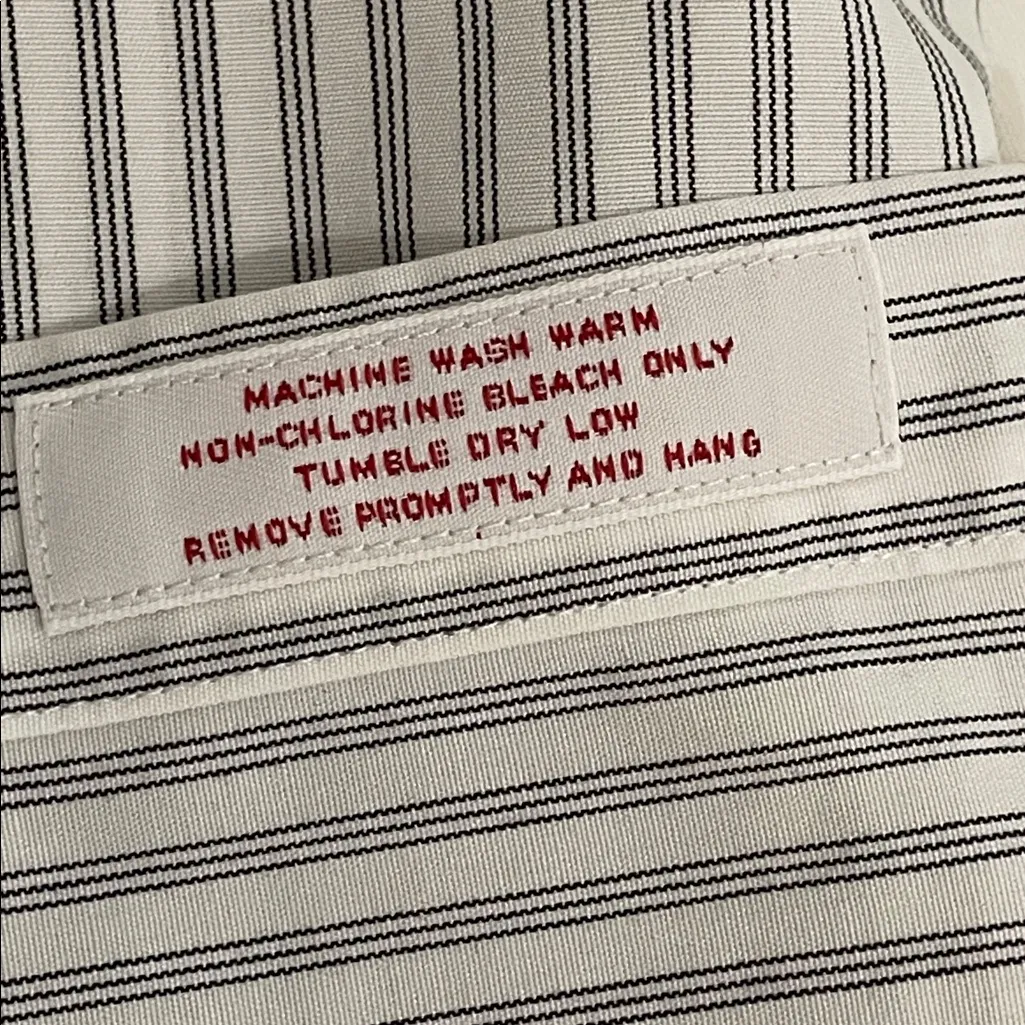 MACHINE WASH WARM
NON-CHLORINE BLEACH ONLY
TUMBLE DRY LOW
REMOVE PROMPTLY AND HANG